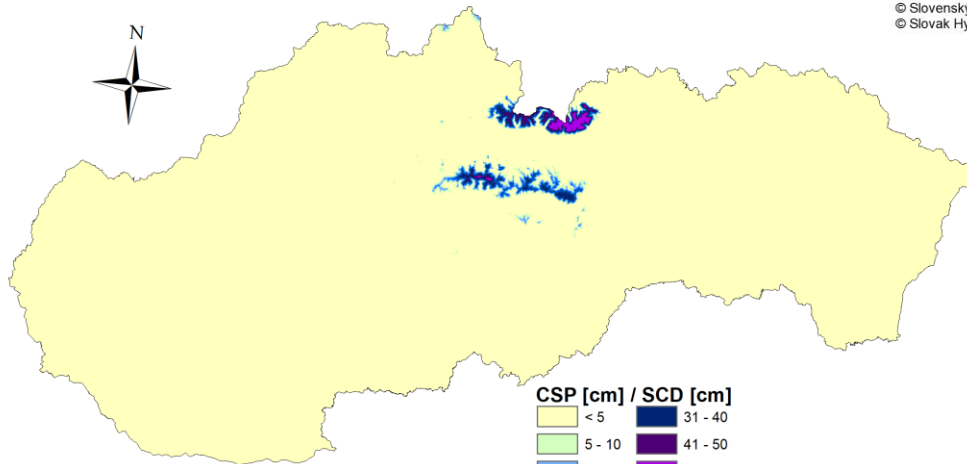 © Slovensky
© Slovak Hy
N
CSP [cm] / SCD [cm]
< 5 31 - 40
5 - 10 41 - 50